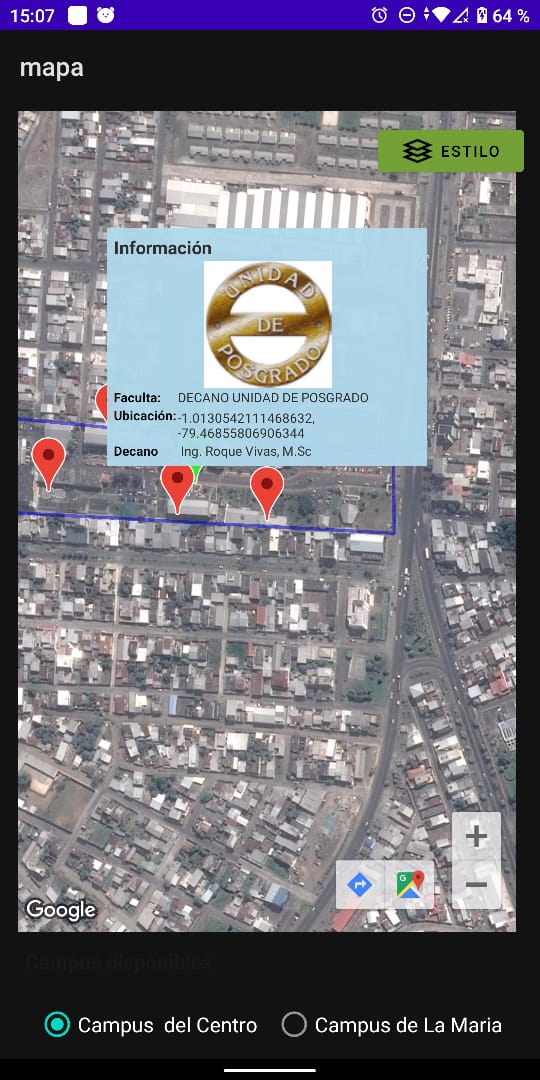 15:07
64 %
mapa
ESTILO
Información
UNIDAD
DE
POSGRADO
Faculta: DECANO UNIDAD DE POSGRADO
Ubicación: -1.0130542111468632,
-79.46855806906344
Decano Ing. Roque Vivas, M.Sc
+
G
−
Google
Campus disponibles
Campus  del Centro
Campus de La Maria